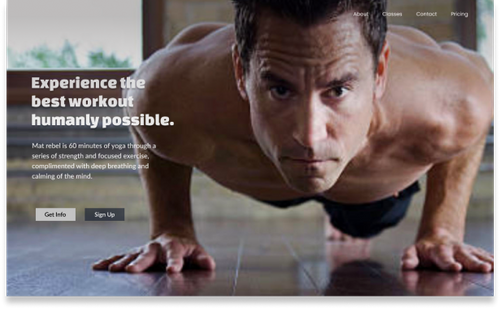 About Classes Contact Pricing
Experience the
best workout
humanly possible.
Mat rebel is 60 minutes of yoga through a
series of strength and focused exercise,
complimented with deep breathing and
calming of the mind.
Get Info Sign Up